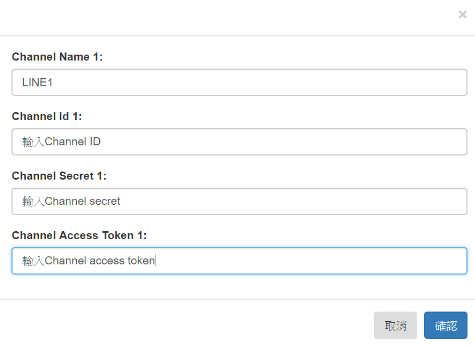 ×
Channel Name 1:
LINE1
Channel Id 1:
輸入Channel ID
Channel Secret 1:
輸入Channel secret
Channel Access Token 1:
輸入Channel access token
取消 確認